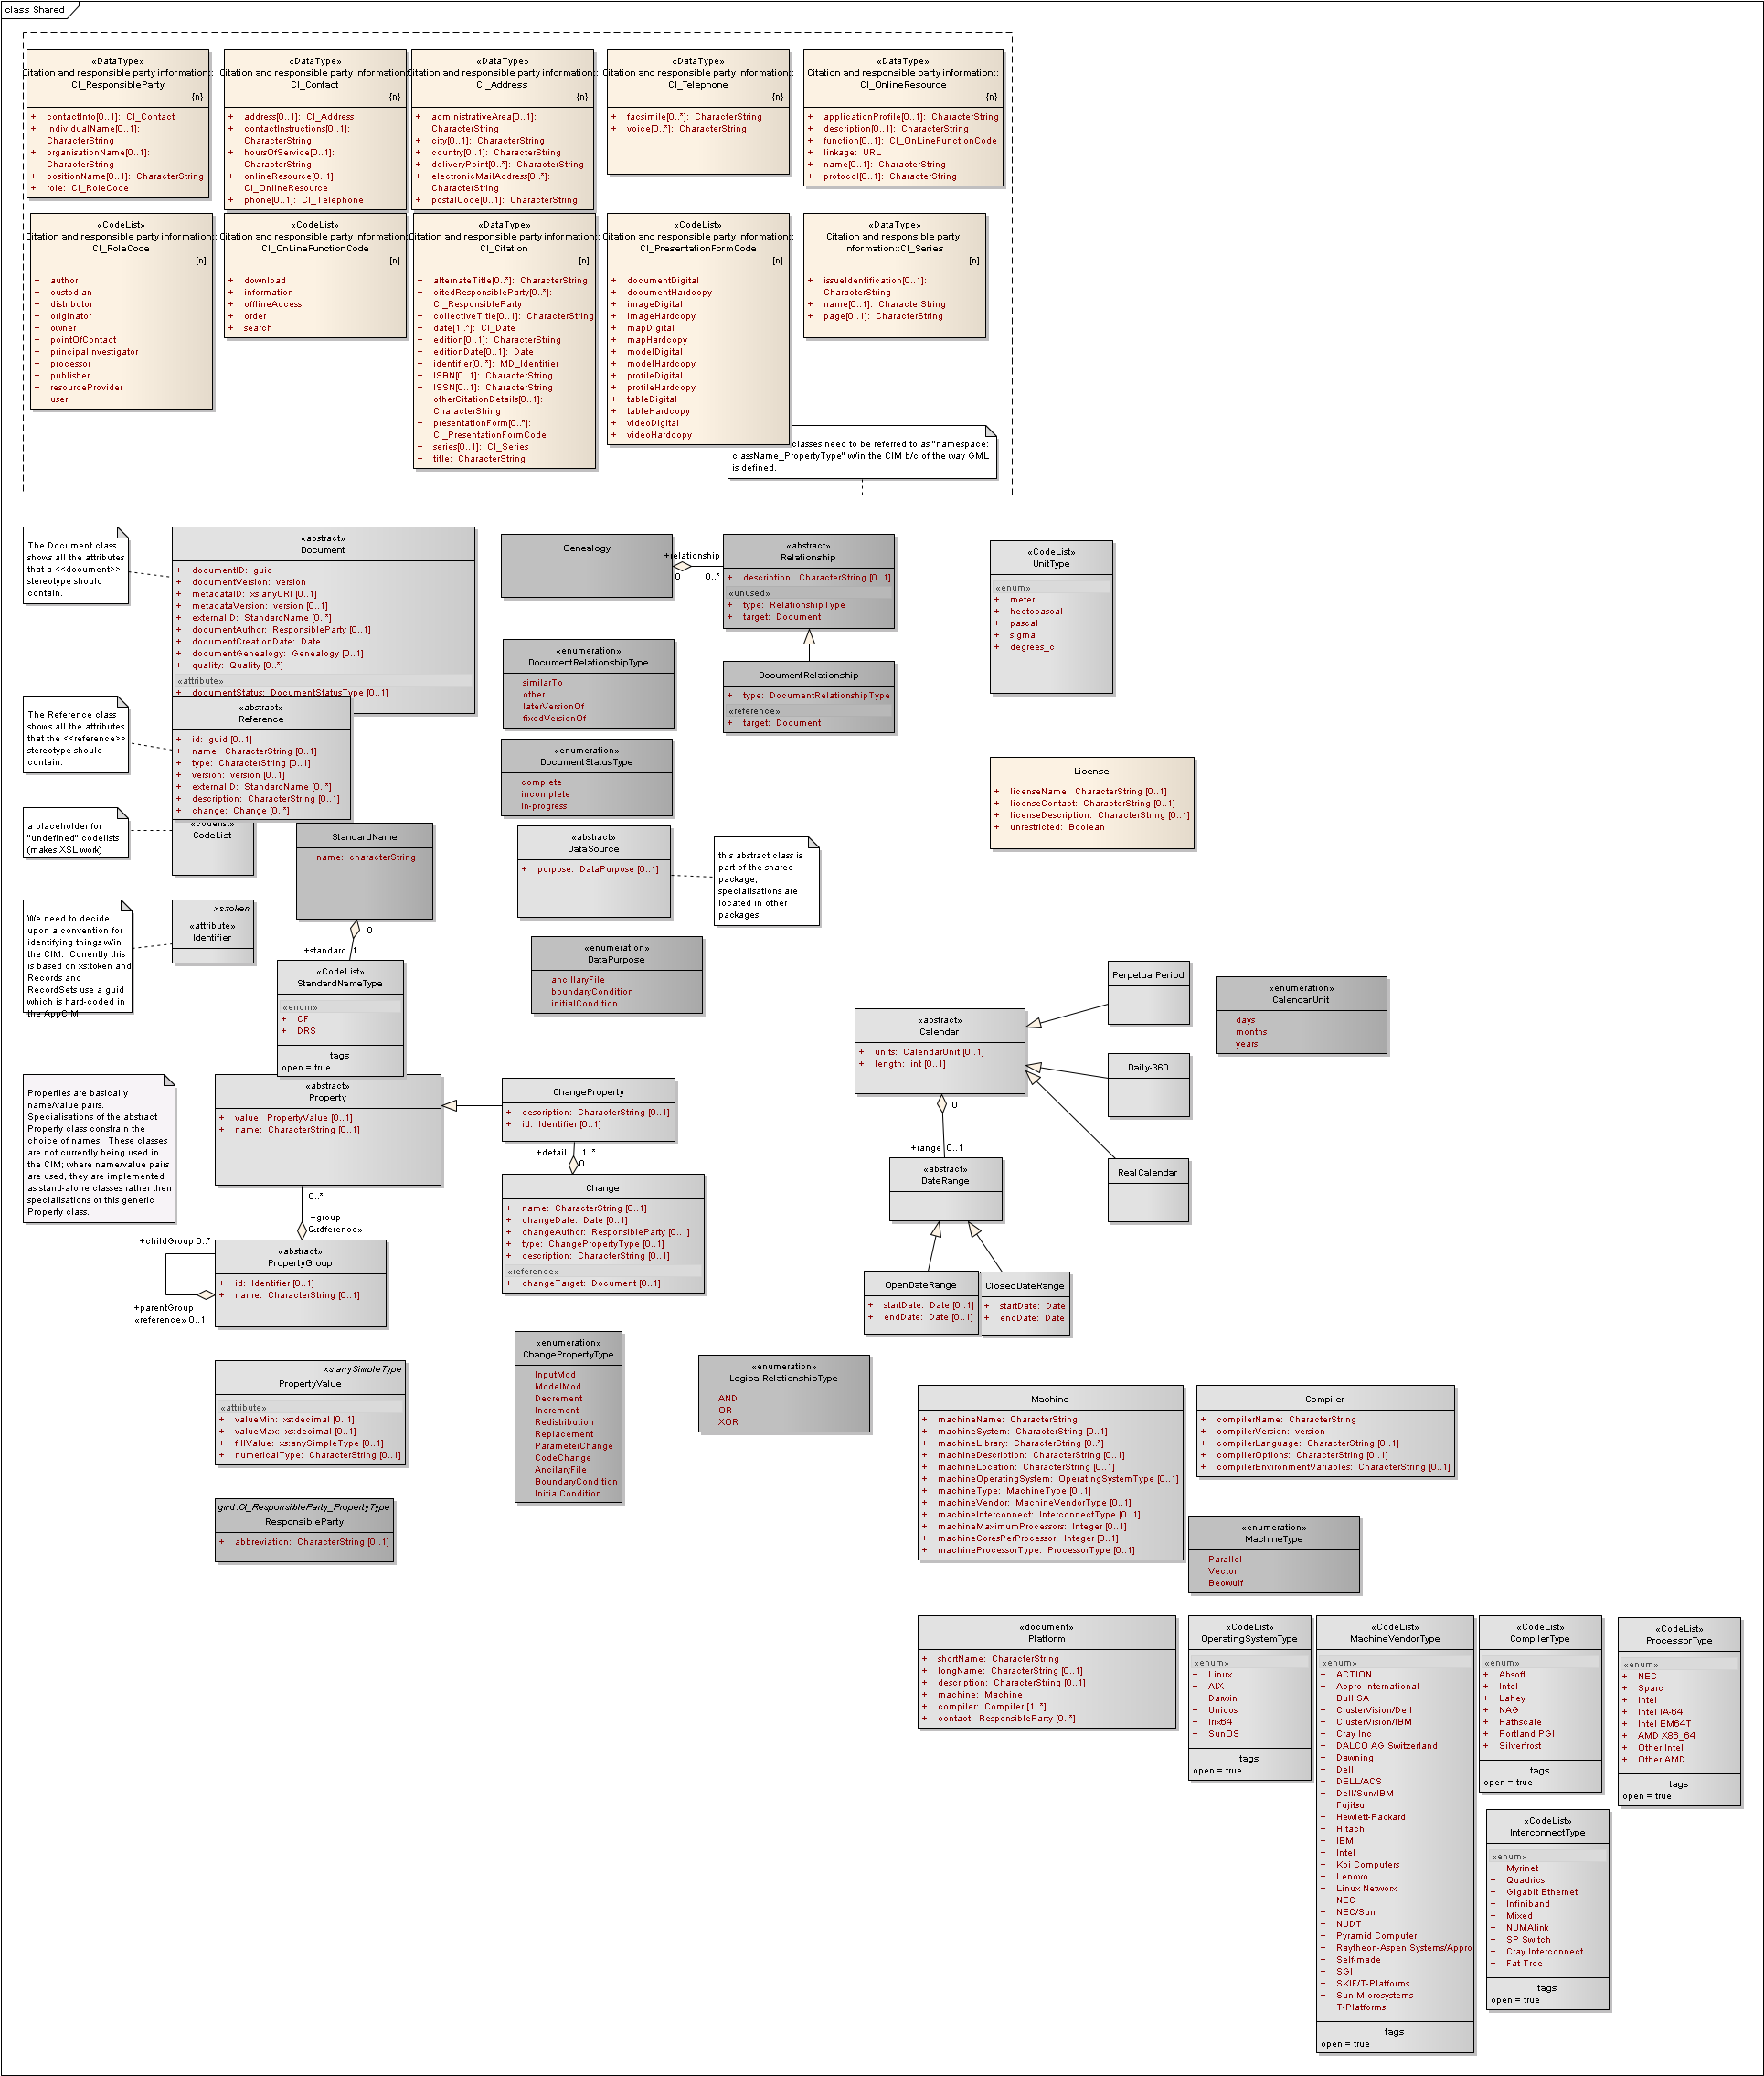 class Shared
«DataType»
Citation and responsible party information::
CI_ResponsibleParty
{n}
+ contactInfo[0..1]: CI_Contact
+ individualName[0..1]:
CharacterString
+ organisationName[0..1]:
CharacterString
+ positionName[0..1]: CharacterString
+ role: CI_RoleCode
«DataType»
Citation and responsible party information::
CI_Contact
{n}
+ address[0..1]: CI_Address
+ contactInstructions[0..1]:
CharacterString
+ hoursOfService[0..1]:
CharacterString
+ onlineResource[0..1]:
CI_OnlineResource
+ phone[0..1]: CI_Telephone
«DataType»
Citation and responsible party information::
CI_Address
{n}
+ administrativeArea[0..1]:
CharacterString
+ city[0..1]: CharacterString
+ country[0..1]: CharacterString
+ deliveryPoint[0..*]: CharacterString
+ electronicMailAddress[0..*]:
CharacterString
+ postalCode[0..1]: CharacterString
«DataType»
Citation and responsible party information::
CI_Telephone
{n}
+ facsimile[0..*]: CharacterString
+ voice[0..*]: CharacterString
«DataType»
Citation and responsible party information::
CI_OnlineResource
{n}
+ applicationProfile[0..1]: CharacterString
+ description[0..1]: CharacterString
+ function[0..1]: CI_OnLineFunctionCode
+ linkage: URL
+ name[0..1]: CharacterString
+ protocol[0..1]: CharacterString
«CodeList»
Citation and responsible party information::
CI_RoleCode
{n}
+ author
+ custodian
+ distributor
+ originator
+ owner
+ pointOfContact
+ principalInvestigator
+ processor
+ publisher
+ resourceProvider
+ user
«CodeList»
Citation and responsible party information::
CI_OnLineFunctionCode
{n}
+ download
+ information
+ offlineAccess
+ order
+ search
«DataType»
Citation and responsible party information::
CI_Citation
{n}
+ alternateTitle[0..*]: CharacterString
+ citedResponsibleParty[0..*]:
CI_ResponsibleParty
+ collectiveTitle[0..1]: CharacterString
+ date[1..*]: CI_Date
+ edition[0..1]: CharacterString
+ editionDate[0..1]: Date
+ identifier[0..*]: MD_Identifier
+ ISBN[0..1]: CharacterString
+ ISSN[0..1]: CharacterString
+ otherCitationDetails[0..1]:
CharacterString
+ presentationForm[0..*]:
CI_PresentationFormCode
+ series[0..1]: CI_Series
+ title: CharacterString
«CodeList»
Citation and responsible party information::
CI_PresentationFormCode
{n}
+ documentDigital
+ documentHardcopy
+ imageDigital
+ imageHardcopy
+ mapDigital
+ mapHardcopy
+ modelDigital
+ modelHardcopy
+ profileDigital
+ profileHardcopy
+ tableDigital
+ tableHardcopy
+ videoDigital
+ videoHardcopy
«DataType»
Citation and responsible party
information::CI_Series
{n}
+ issueIdentification[0..1]:
CharacterString
+ name[0..1]: CharacterString
+ page[0..1]: CharacterString
classes need to be referred to as "namespace:
className_PropertyType" w/in the CIM b/c of the way GML
is defined.
The Document class
shows all the attributes
that a <<document>>
stereotype should
contain.
«abstract»
Document
+ documentID: guid
+ documentVersion: version
+ metadataID: xs:anyURI [0..1]
+ metadataVersion: version [0..1]
+ externalID: StandardName [0..*]
+ documentAuthor: ResponsibleParty [0..1]
+ documentCreationDate: Date
+ documentGenealogy: Genealogy [0..1]
+ quality: Quality [0..*]
«attribute»
+ documentStatus: DocumentStatusType [0..1]
Genealogy
+relationship
0 0..*
«abstract»
Relationship
+ description: CharacterString [0..1]
«unused»
+ type: RelationshipType
+ target: Document
«CodeList»
UnitType
«enum»
+ meter
+ hectopascal
+ pascal
+ sigma
+ degrees_c
«enumeration»
DocumentRelationshipType
similarTo
other
laterVersionOf
fixedVersionOf
DocumentRelationship
+ type: DocumentRelationshipType
«reference»
+ target: Document
The Reference class
shows all the attributes
that the <<reference>>
stereotype should
contain.
«abstract»
Reference
+ id: guid [0..1]
+ name: CharacterString [0..1]
+ type: CharacterString [0..1]
+ version: version [0..1]
+ externalID: StandardName [0..*]
+ description: CharacterString [0..1]
+ change: Change [0..*]
«enumeration»
DocumentStatusType
complete
incomplete
in-progress
License
+ licenseName: CharacterString [0..1]
+ licenseContact: CharacterString [0..1]
+ licenseDescription: CharacterString [0..1]
+ unrestricted: Boolean
a placeholder for
"undefined" codelists
(makes XSL work)
«codelist»
CodeList
StandardName
+ name: characterString
«abstract»
DataSource
+ purpose: DataPurpose [0..1]
this abstract class is
part of the shared
package;
specialisations are
located in other
packages
We need to decide
upon a convention for
identifying things w/in
the CIM. Currently this
is based on xs:token and
Records and
RecordSets use a guid
which is hard-coded in
the AppCIM.
xs:token
«attribute»
Identifier
0
+standard 1
«CodeList»
StandardNameType
«enum»
+ CF
+ DRS
tags
open = true
«enumeration»
DataPurpose
ancillaryFile
boundaryCondition
initialCondition
«abstract»
Calendar
+ units: CalendarUnit [0..1]
+ length: int [0..1]
PerpetualPeriod
Daily-360
RealCalendar
«enumeration»
CalendarUnit
days
months
years
0
+range 0..1
«abstract»
DateRange
OpenDateRange
+ startDate: Date [0..1]
+ endDate: Date [0..1]
ClosedDateRange
+ startDate: Date
+ endDate: Date
Properties are basically
name/value pairs.
Specialisations of the abstract
Property class constrain the
choice of names. These classes
are not currently being used in
the CIM; where name/value pairs
are used, they are implemented
as stand-alone classes rather then
specialisations of this generic
Property class.
«abstract»
Property
+ value: PropertyValue [0..1]
+ name: CharacterString [0..1]
ChangeProperty
+ description: CharacterString [0..1]
+ id: Identifier [0..1]
+detail 1..*
0
Change
+ name: CharacterString [0..1]
+ changeDate: Date [0..1]
+ changeAuthor: ResponsibleParty [0..1]
+ type: ChangePropertyType [0..1]
+ description: CharacterString [0..1]
«reference»
+ changeTarget: Document [0..1]
0..*
+group
«reference»
+childGroup 0..*
«abstract»
PropertyGroup
+ id: Identifier [0..1]
+ name: CharacterString [0..1]
+parentGroup
«reference» 0..1
xs:anySimpleType
PropertyValue
«attribute»
+ valueMin: xs:decimal [0..1]
+ valueMax: xs:decimal [0..1]
+ fillValue: xs:anySimpleType [0..1]
+ numericalType: CharacterString [0..1]
gmd:CI_ResponsibleParty_PropertyType
ResponsibleParty
+ abbreviation: CharacterString [0..1]
«enumeration»
ChangePropertyType
InputMod
ModelMod
Decrement
Increment
Redistribution
Replacement
ParameterChange
CodeChange
AncilaryFile
BoundaryCondition
InitialCondition
«enumeration»
LogicalRelationshipType
AND
OR
XOR
Machine
+ machineName: CharacterString
+ machineSystem: CharacterString [0..1]
+ machineLibrary: CharacterString [0..*]
+ machineDescription: CharacterString [0..1]
+ machineLocation: CharacterString [0..1]
+ machineOperatingSystem: OperatingSystemType [0..1]
+ machineType: MachineType [0..1]
+ machineVendor: MachineVendorType [0..1]
+ machineInterconnect: InterconnectType [0..1]
+ machineMaximumProcessors: Integer [0..1]
+ machineCoresPerProcessor: Integer [0..1]
+ machineProcessorType: ProcessorType [0..1]
Compiler
+ compilerName: CharacterString
+ compilerVersion: version
+ compilerLanguage: CharacterString [0..1]
+ compilerOptions: CharacterString [0..1]
+ compilerEnvironmentVariables: CharacterString [0..1]
«enumeration»
MachineType
Parallel
Vector
Beowulf
«document»
Platform
+ shortName: CharacterString
+ longName: CharacterString [0..1]
+ description: CharacterString [0..1]
+ machine: Machine
+ compiler: Compiler [1..*]
+ contact: ResponsibleParty [0..*]
«CodeList»
OperatingSystemType
«enum»
+ Linux
+ AIX
+ Darwin
+ Unicos
+ Irix64
+ SunOS
tags
open = true
«CodeList»
MachineVendorType
«enum»
+ ACTION
+ Appro International
+ Bull SA
+ ClusterVision/Dell
+ ClusterVision/IBM
+ Cray Inc
+ DALCO AG Switzerland
+ Dawning
+ Dell
+ DELL/ACS
+ Dell/Sun/IBM
+ Fujitsu
+ Hewlett-Packard
+ Hitachi
+ IBM
+ Intel
+ Koi Computers
+ Lenovo
+ Linux Networx
+ NEC
+ NEC/Sun
+ NUDT
+ Pyramid Computer
+ Raytheon-Aspen Systems/Appro
+ Self-made
+ SGI
+ SKIF/T-Platforms
+ Sun Microsystems
+ T-Platforms
tags
open = true
«CodeList»
CompilerType
«enum»
+ Absoft
+ Intel
+ Lahey
+ NAG
+ Pathscale
+ Portland PGI
+ Silverfrost
tags
open = true
«CodeList»
ProcessorType
«enum»
+ NEC
+ Sparc
+ Intel
+ Intel IA-64
+ Intel EM64T
+ AMD X86_64
+ Other Intel
+ Other AMD
tags
open = true
«CodeList»
InterconnectType
«enum»
+ Myrinet
+ Quadrics
+ Gigabit Ethernet
+ Infiniband
+ Mixed
+ NUMAlink
+ SP Switch
+ Cray Interconnect
+ Fat Tree
tags
open = true